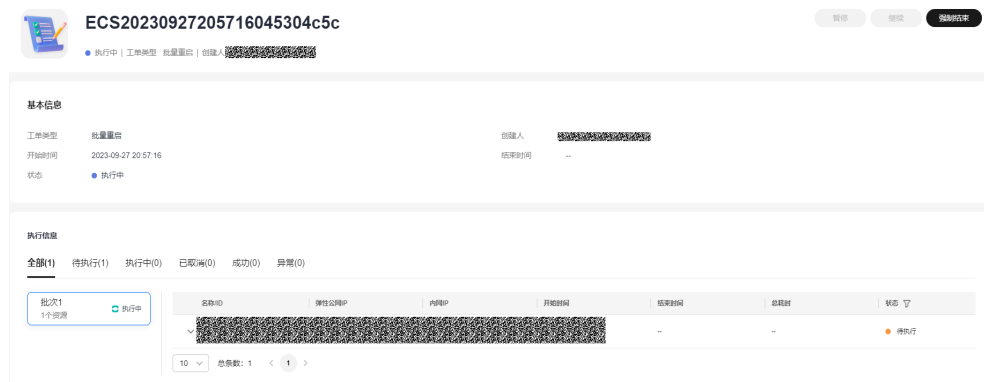 ECS20230927205716045304c5c
暂停 继续 强制结束
执行中 | 工单类型 批量重启 | 创建人
基本信息
工单类型 批量重启 创建人
开始时间 2023-09-27 20:57:16 结束时间 --
状态 执行中
执行信息
全部(1) 待执行(1) 执行中(0) 已取消(0) 成功(0) 异常(0)
批次1
1个资源
执行中
名称/ID 弹性公网IP 内网IP 开始时间 结束时间 总耗时 状态
-- -- 待执行
10 总条数: 1 < 1 >